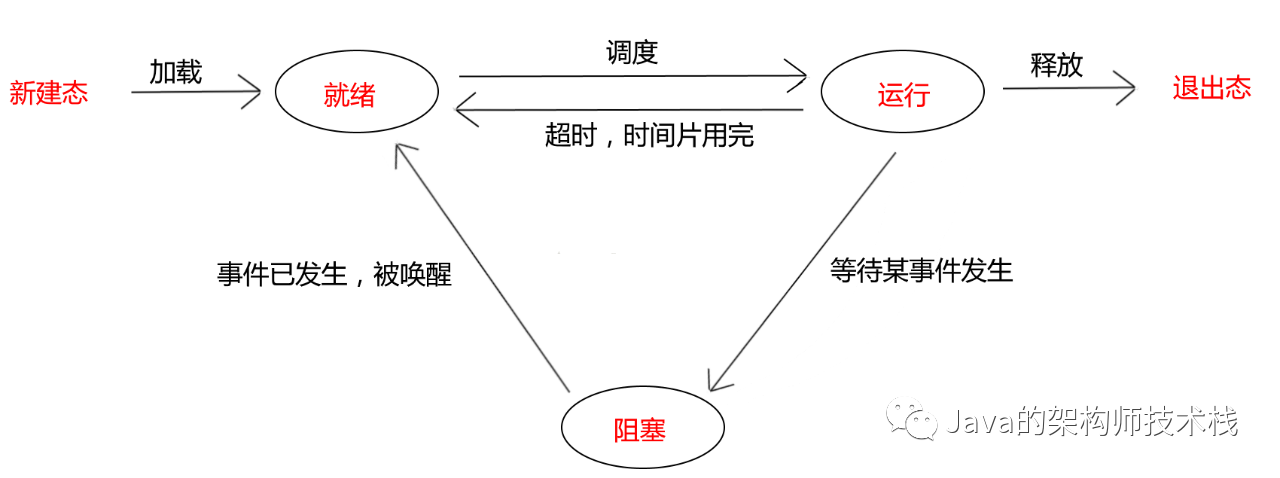 新建态
加载
就绪
调度
超时，时间片用完
运行
释放
退出态
事件已发生，被唤醒
等待某事件发生
阻塞
Java的架构师技术栈